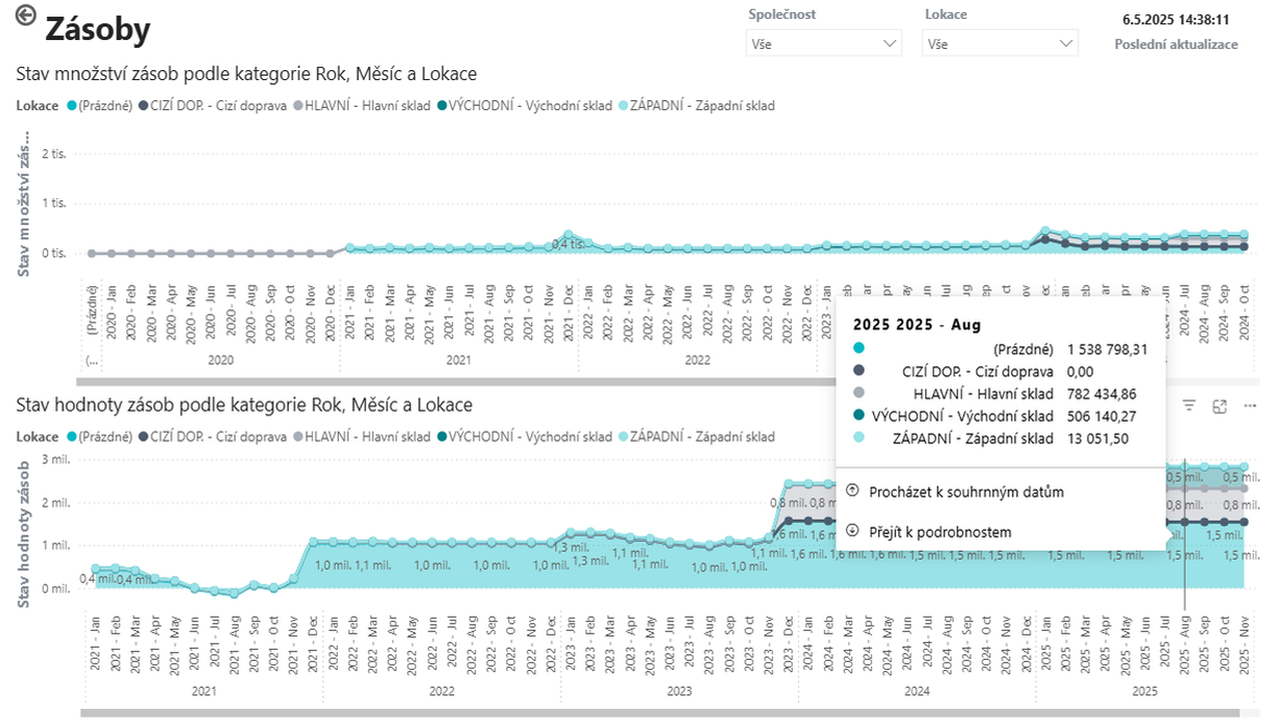 Zásoby
Společnost
Vše
Lokace
Vše
6.5.2025 14:38:11
Poslední aktualizace
Stav množství zásob podle kategorie Rok, Měsíc a Lokace
Lokace (Prázdné) CIZÍ DOP. - Cizí doprava HLAVNÍ - Hlavní sklad VÝCHODNÍ - Východní sklad ZÁPADNÍ - Západní sklad
Stav množství zás...
2 tis.
1 tis.
0 tis.
0,4 tis.
(Prázdné) 2020 - Jan 2020 - Feb 2020 - Mar 2020 - Apr 2020 - May 2020 - Jun 2020 - Jul 2020 - Aug 2020 - Sep 2020 - Oct 2020 - Nov 2020 - Dec 2021 - Jan 2021 - Feb 2021 - Mar 2021 - Apr 2021 - May 2021 - Jun 2021 - Jul 2021 - Aug 2021 - Sep 2021 - Oct 2021 - Nov 2021 - Dec 2022 - Jan 2022 - Feb 2022 - Mar 2022 - Apr 2022 - May 2022 - Jun 2022 - Jul 2022 - Aug 2022 - Sep 2022 - Oct 2022 - Nov 2022 - Dec 2023 - Jan 2024 - Jul 2024 - Aug 2024 - Sep 2024 - Oct
(... 2020 2021 2022
2025 2025 - Aug
(Prázdné) 1 538 798,31
CIZÍ DOP. - Cizí doprava 0,00
HLAVNÍ - Hlavní sklad 782 434,86
VÝCHODNÍ - Východní sklad 506 140,27
ZÁPADNÍ - Západní sklad 13 051,50
Procházet k souhrnným datům
Přejít k podrobnostem
Stav hodnoty zásob podle kategorie Rok, Měsíc a Lokace
Lokace (Prázdné) CIZÍ DOP. - Cizí doprava HLAVNÍ - Hlavní sklad VÝCHODNÍ - Východní sklad ZÁPADNÍ - Západní sklad
Stav hodnoty zásob
3 mil.
2 mil.
1 mil.
0 mil.
0,5 mil. 0,5 mil.
0,8 mil. 0,8 m 0,8 mil. 0,8 mil.
1,5 mil.
1,3 mil. 1,1 mil. 1,1 mil. 1,6 mil. 1,6 mil. 1,6 mil. 1,6 mil. 1,6 mil. 1,5 mil. 1,5 mil. 1,5 mil. 1,5 mil.
1,0 mil. 1,1 mil. 1,0 mil. 1,0 mil. 1,0 mil. 1,3 mil. 1,1 mil. 1,0 mil. 1,0 mil.
0,4 mil. 0,4 mil.
2021 - Jan 2021 - Feb 2021 - Mar 2021 - Apr 2021 - May 2021 - Jun 2021 - Jul 2021 - Aug 2021 - Sep 2021 - Oct 2021 - Nov 2021 - Dec 2022 - Jan 2022 - Feb 2022 - Mar 2022 - Apr 2022 - May 2022 - Jun 2022 - Jul 2022 - Aug 2022 - Sep 2022 - Oct 2022 - Nov 2022 - Dec 2023 - Jan 2023 - Feb 2023 - Mar 2023 - Apr 2023 - May 2023 - Jun 2023 - Jul 2023 - Aug 2023 - Sep 2023 - Oct 2023 - Nov 2023 - Dec 2024 - Jan 2024 - Feb 2024 - Mar 2024 - Apr 2024 - May 2024 - Jun 2024 - Jul 2024 - Aug 2024 - Sep 2024 - Oct 2024 - Nov 2024 - Dec 2025 - Jan 2025 - Feb 2025 - Mar 2025 - Apr 2025 - May 2025 - Jun 2025 - Jul 2025 - Aug 2025 - Sep 2025 - Oct 2025 - Nov
2021 2022 2023 2024 2025